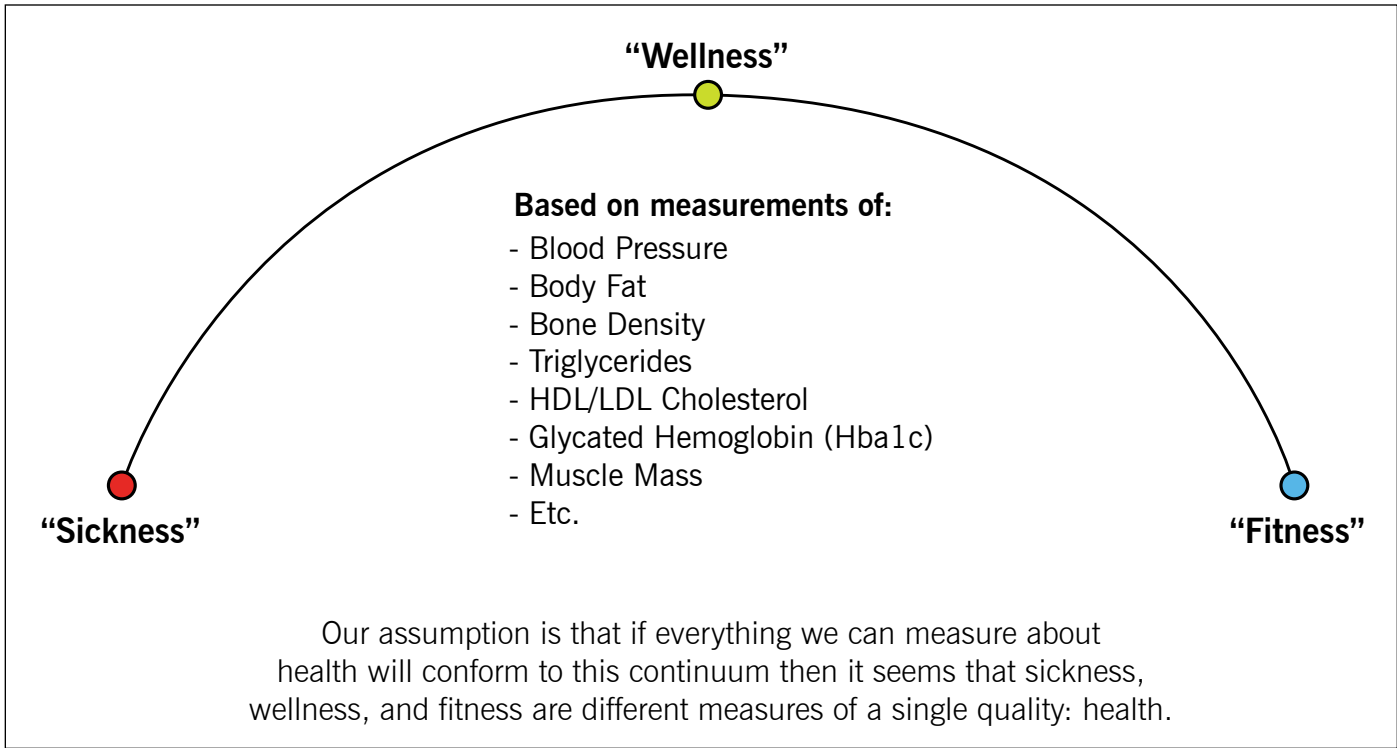 “Wellness”
Based on measurements of:
- Blood Pressure
- Body Fat
- Bone Density
- Triglycerides
- HDL/LDL Cholesterol
- Glycated Hemoglobin (Hba1c)
- Muscle Mass
- Etc.
“Sickness”
“Fitness”
Our assumption is that if everything we can measure about
health will conform to this continuum then it seems that sickness,
wellness, and fitness are different measures of a single quality: health.